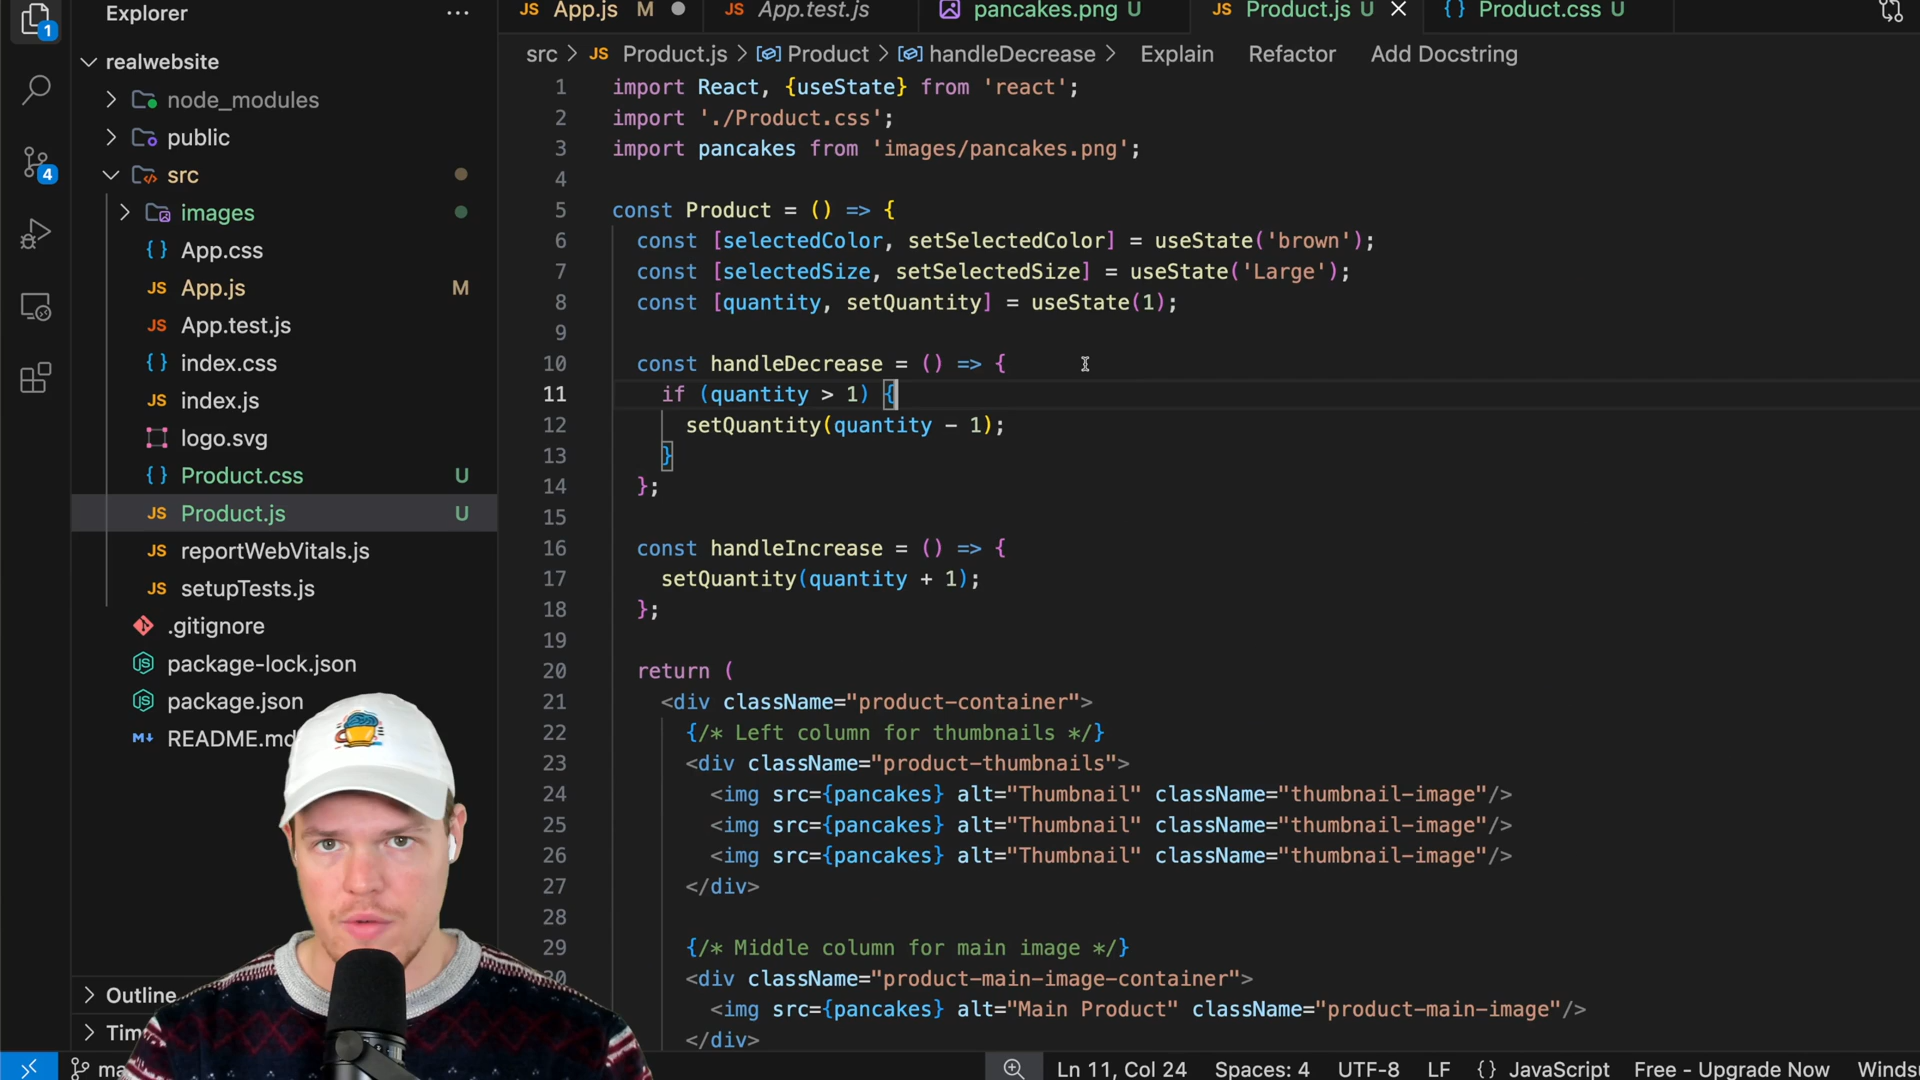 Explorer
App.js M
App.test.js
pancakes.png U
Product.js U
Product.css U
1
realwebsite
src > JS Product.js > Product > handleDecrease > Explain Refactor Add Docstring
node_modules
public
4
src
images
App.css
JS App.js M
JS App.test.js
index.css
JS index.js
logo.svg
Product.css U
JS Product.js U
JS reportWebVitals.js
JS setupTests.js
.gitignore
package-lock.json
package.json
README.md
Outline
1 import React, {useState} from 'react';
2 import './Product.css';
3 import pancakes from 'images/pancakes.png';
4
5 const Product = () => {
6 const [selectedColor, setSelectedColor] = useState('brown');
7 const [selectedSize, setSelectedSize] = useState('Large');
8 const [quantity, setQuantity] = useState(1);
9
10 const handleDecrease = () => {
11 if (quantity > 1) {
12 setQuantity(quantity - 1);
13 }
14 };
15
16 const handleIncrease = () => {
17 setQuantity(quantity + 1);
18 };
19
20 return (
21 <div className="product-container">
22 {/* Left column for thumbnails */}
23 <div className="product-thumbnails">
24 <img src={pancakes} alt="Thumbnail" className="thumbnail-image"/>
25 <img src={pancakes} alt="Thumbnail" className="thumbnail-image"/>
26 <img src={pancakes} alt="Thumbnail" className="thumbnail-image"/>
27 </div>
28
29 {/* Middle column for main image */}
30 <div className="product-main-image-container">
<img src={pancakes} alt="Main Product" className="product-main-image"/>
</div>
Ln 11, Col 24 Spaces: 4 UTF-8 LF {} JavaScript Free - Upgrade Now